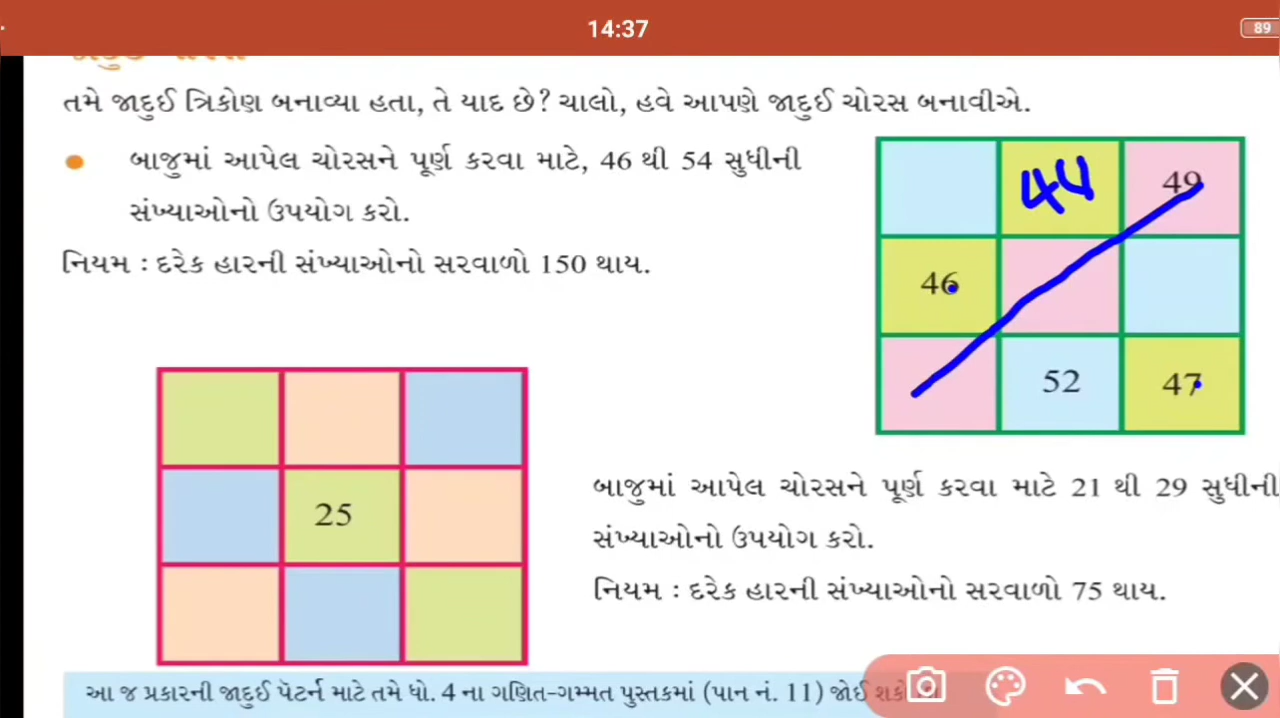 14:37
89
તમે જાદુઈ ત્રિકોણ બનાવ્યા હતા, તે યાદ છે? ચાલો, હવે આપણે જાદુઈ ચોરસ બનાવીએ.
બાજુમાં આપેલ ચોરસને પૂર્ણ કરવા માટે, 46 થી 54 સુધીની
સંખ્યાઓનો ઉપયોગ કરો.
નિયમ : દરેક હારની સંખ્યાઓનો સરવાળો 150 થાય.
49
46
52 47
25
બાજુમાં આપેલ ચોરસને પૂર્ણ કરવા માટે 21 થી 29 સુધીની
સંખ્યાઓનો ઉપયોગ કરો.
નિયમ : દરેક હારની સંખ્યાઓનો સરવાળો 75 થાય.
આ જ પ્રકારની જાદુઈ પૅટર્ન માટે તમે ધો. 4 ના ગણિત-ગમ્મત પુસ્તકમાં (પાન નં. 11) જોઈ